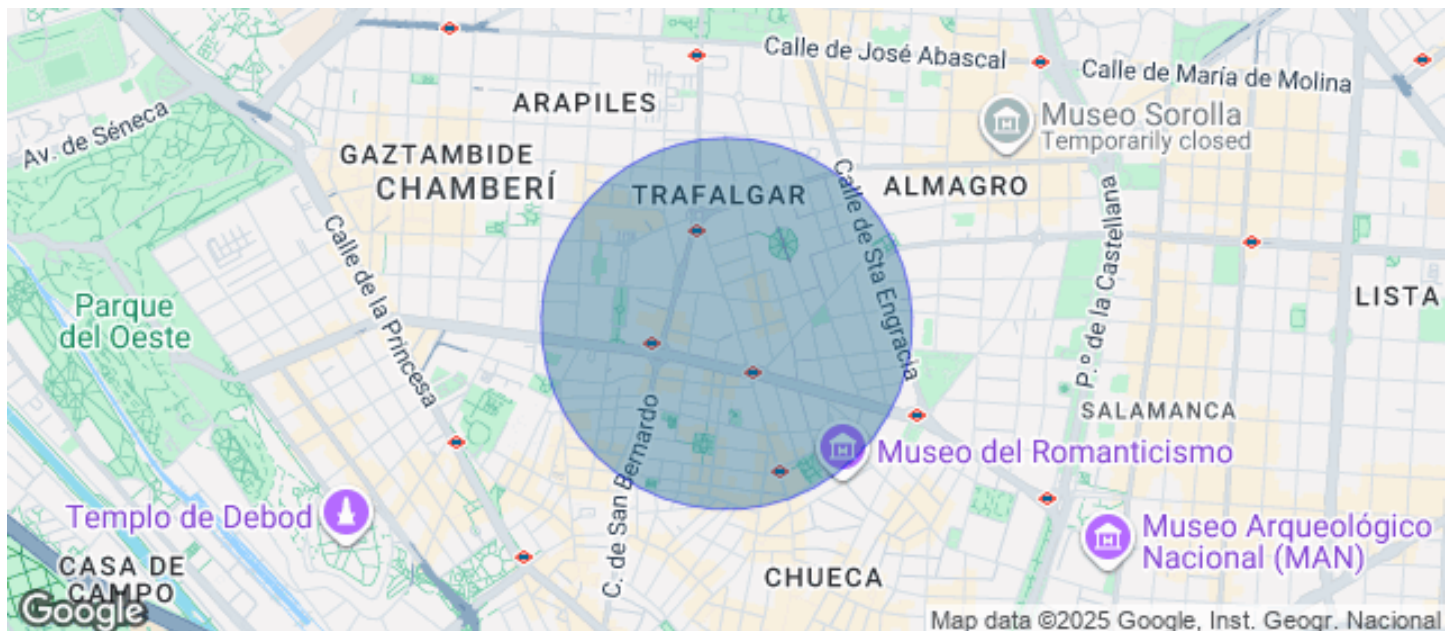 Calle de José Abascal
Calle de María de Molina
ARAPILES
Museo Sorolla
Temporarily closed
Av. de Séneca
GAZTAMBIDE
CHAMBERÍ
TRAFALGAR
ALMAGRO
Calle de Sta Engracia
Calle de la Princesa
P.º de la Castellana
LISTA
Parque
del Oeste
SALAMANCA
C. de San Bernardo
Museo del Romanticismo
Templo de Debod
Museo Arqueológico
Nacional (MAN)
CASA DE
CAMPO
CHUECA
Google
Map data ©2025 Google, Inst. Geogr. Nacional